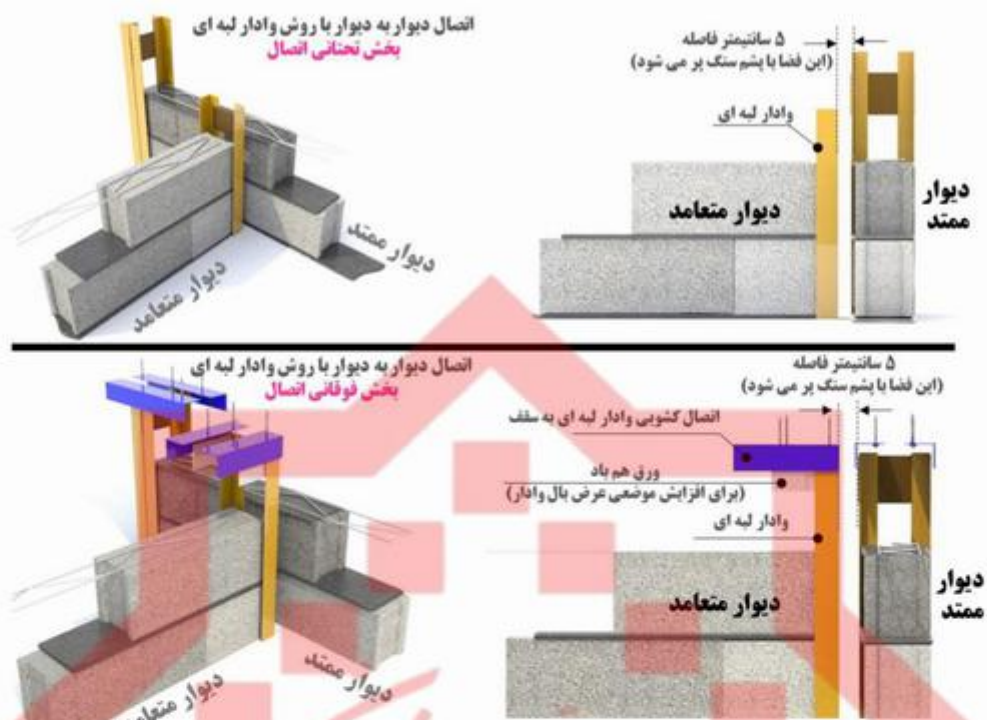 اتصال دیوار به دیوار با روش وادار لبه ای
بخش تحتانی اتصال
دیوار متعامد
دیوار ممتد
۵ سانتیمتر فاصله
(این فضا با پشم سنگ پر می شود)
وادار لبه ای
دیوار متعامد
دیوار
ممتد
اتصال دیوار به دیوار با روش وادار لبه ای
بخش فوقانی اتصال
دیوار متعامد
دیوار ممتد
۵ سانتیمتر فاصله
(این فضا با پشم سنگ پر می شود)
اتصال کشویی وادار لبه ای به سقف
ورق هم باد
(برای افزایش موضعی عرض بال وادار)
وادار لبه ای
دیوار متعامد
دیوار
ممتد